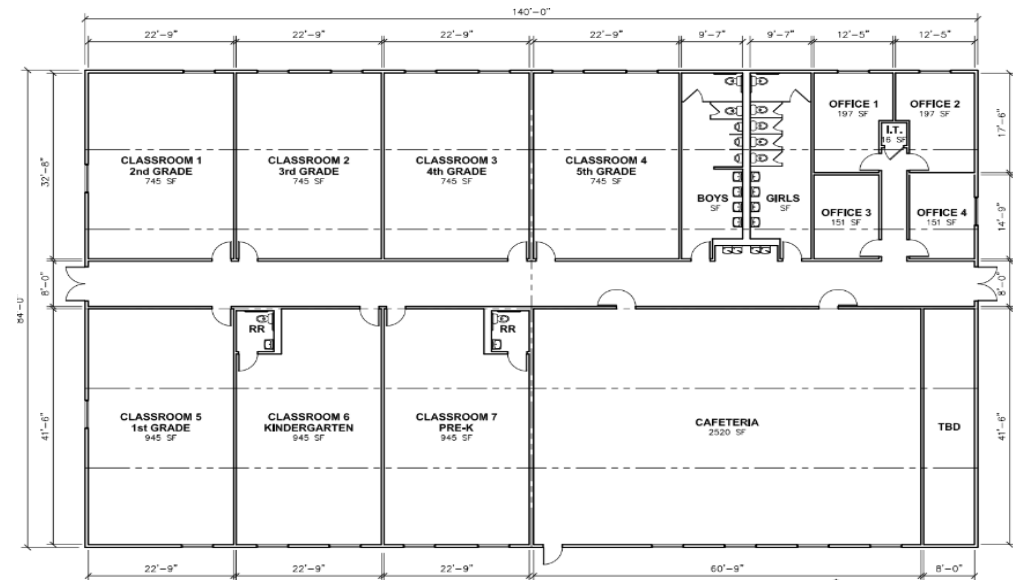 140'-0"
22'-9" 22'-9" 22'-9" 22'-9" 9'-7" 9'-7" 12'-5" 12'-5"
CLASSROOM 1
2nd GRADE
745 SF
CLASSROOM 2
3rd GRADE
745 SF
CLASSROOM 3
4th GRADE
745 SF
CLASSROOM 4
5th GRADE
745 SF
BOYS
SF
GIRLS
SF
OFFICE 1
197 SF
OFFICE 2
197 SF
I.T.
16 SF
OFFICE 3
151 SF
OFFICE 4
151 SF
32'-8"
17'-6"
14'-9"
8'-0"
8'-0"
84'-0"
41'-6"
41'-6"
RR
RR
CLASSROOM 5
1st GRADE
945 SF
CLASSROOM 6
KINDERGARTEN
945 SF
CLASSROOM 7
PRE-K
945 SF
CAFETERIA
2520 SF
TBD
22'-9" 22'-9" 22'-9" 60'-9" 8'-0"